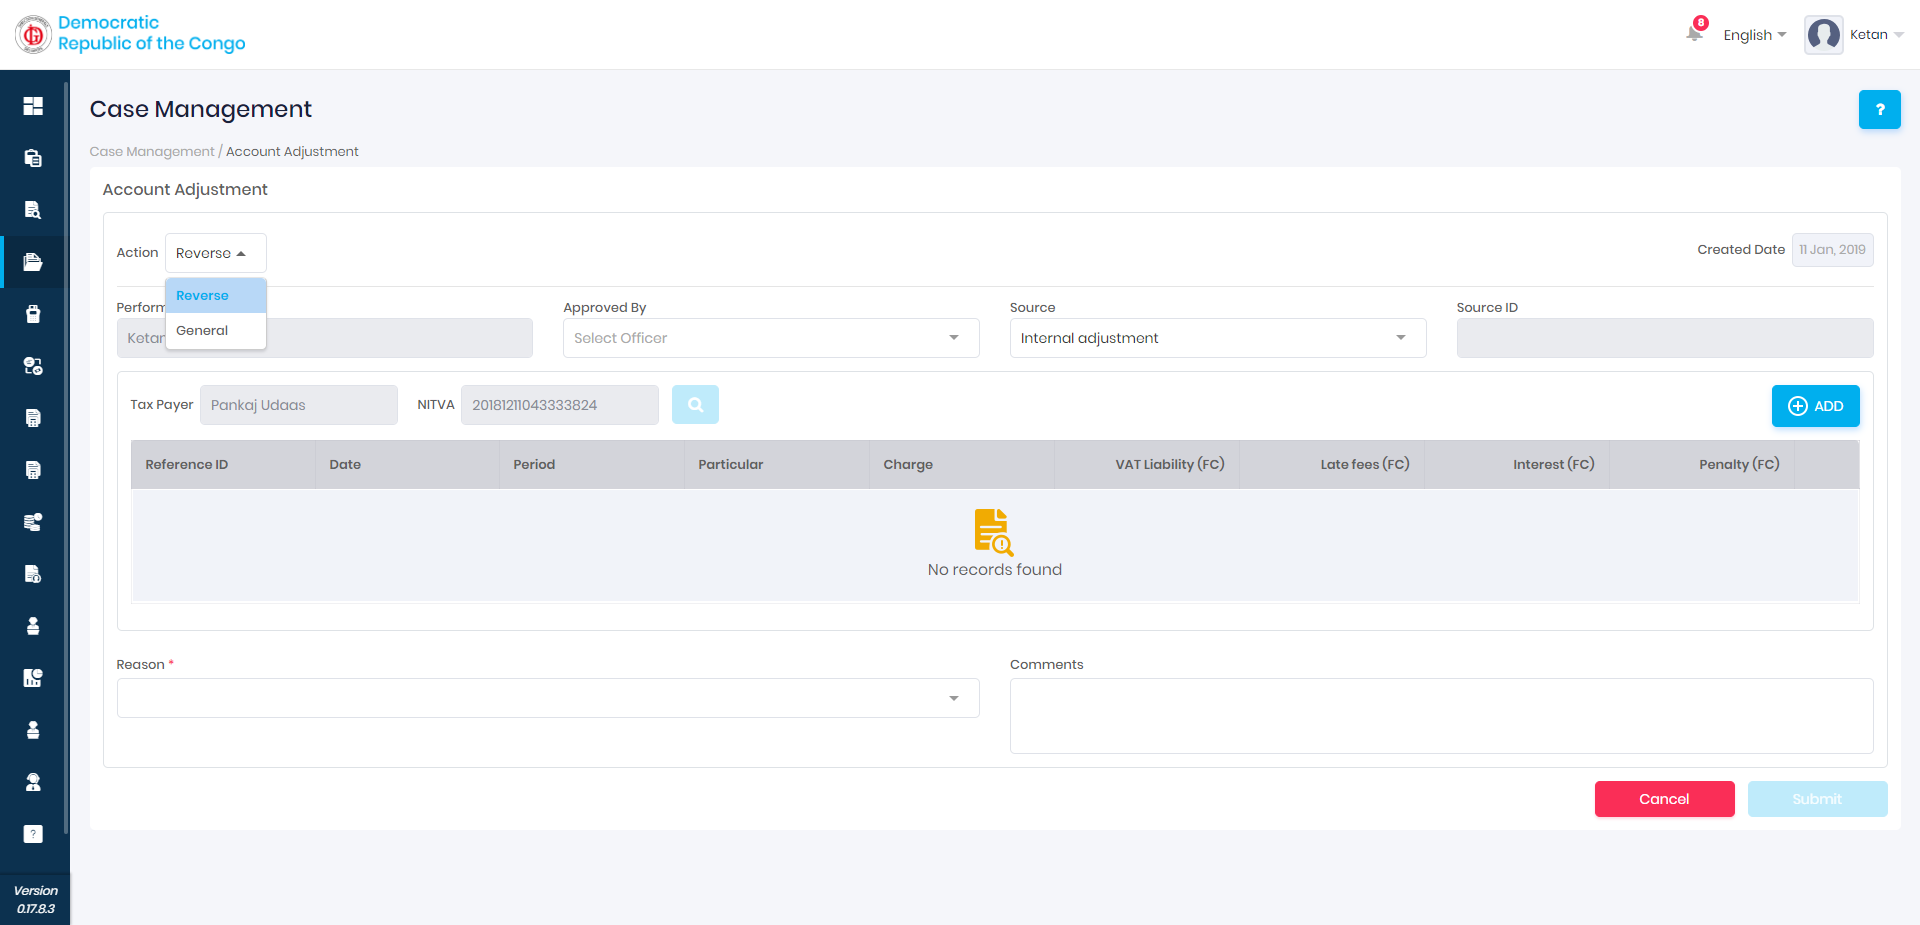 Democratic
Republic of the Congo
8
English
Ketan
Case Management
?
Case Management / Account Adjustment
Account Adjustment
Action
Reverse
Created Date
11 Jan, 2019
Reverse
General
Approved By
Source
Source ID
Select Officer
Internal adjustment
Tax Payer
Pankaj Udaas
NITVA
20181211043333824
ADD
Reference ID
Date
Period
Particular
Charge
VAT Liability (FC)
Late fees (FC)
Interest (FC)
Penalty (FC)
No records found
Reason *
Comments
Cancel
Submit
?
Version
0.17.8.3